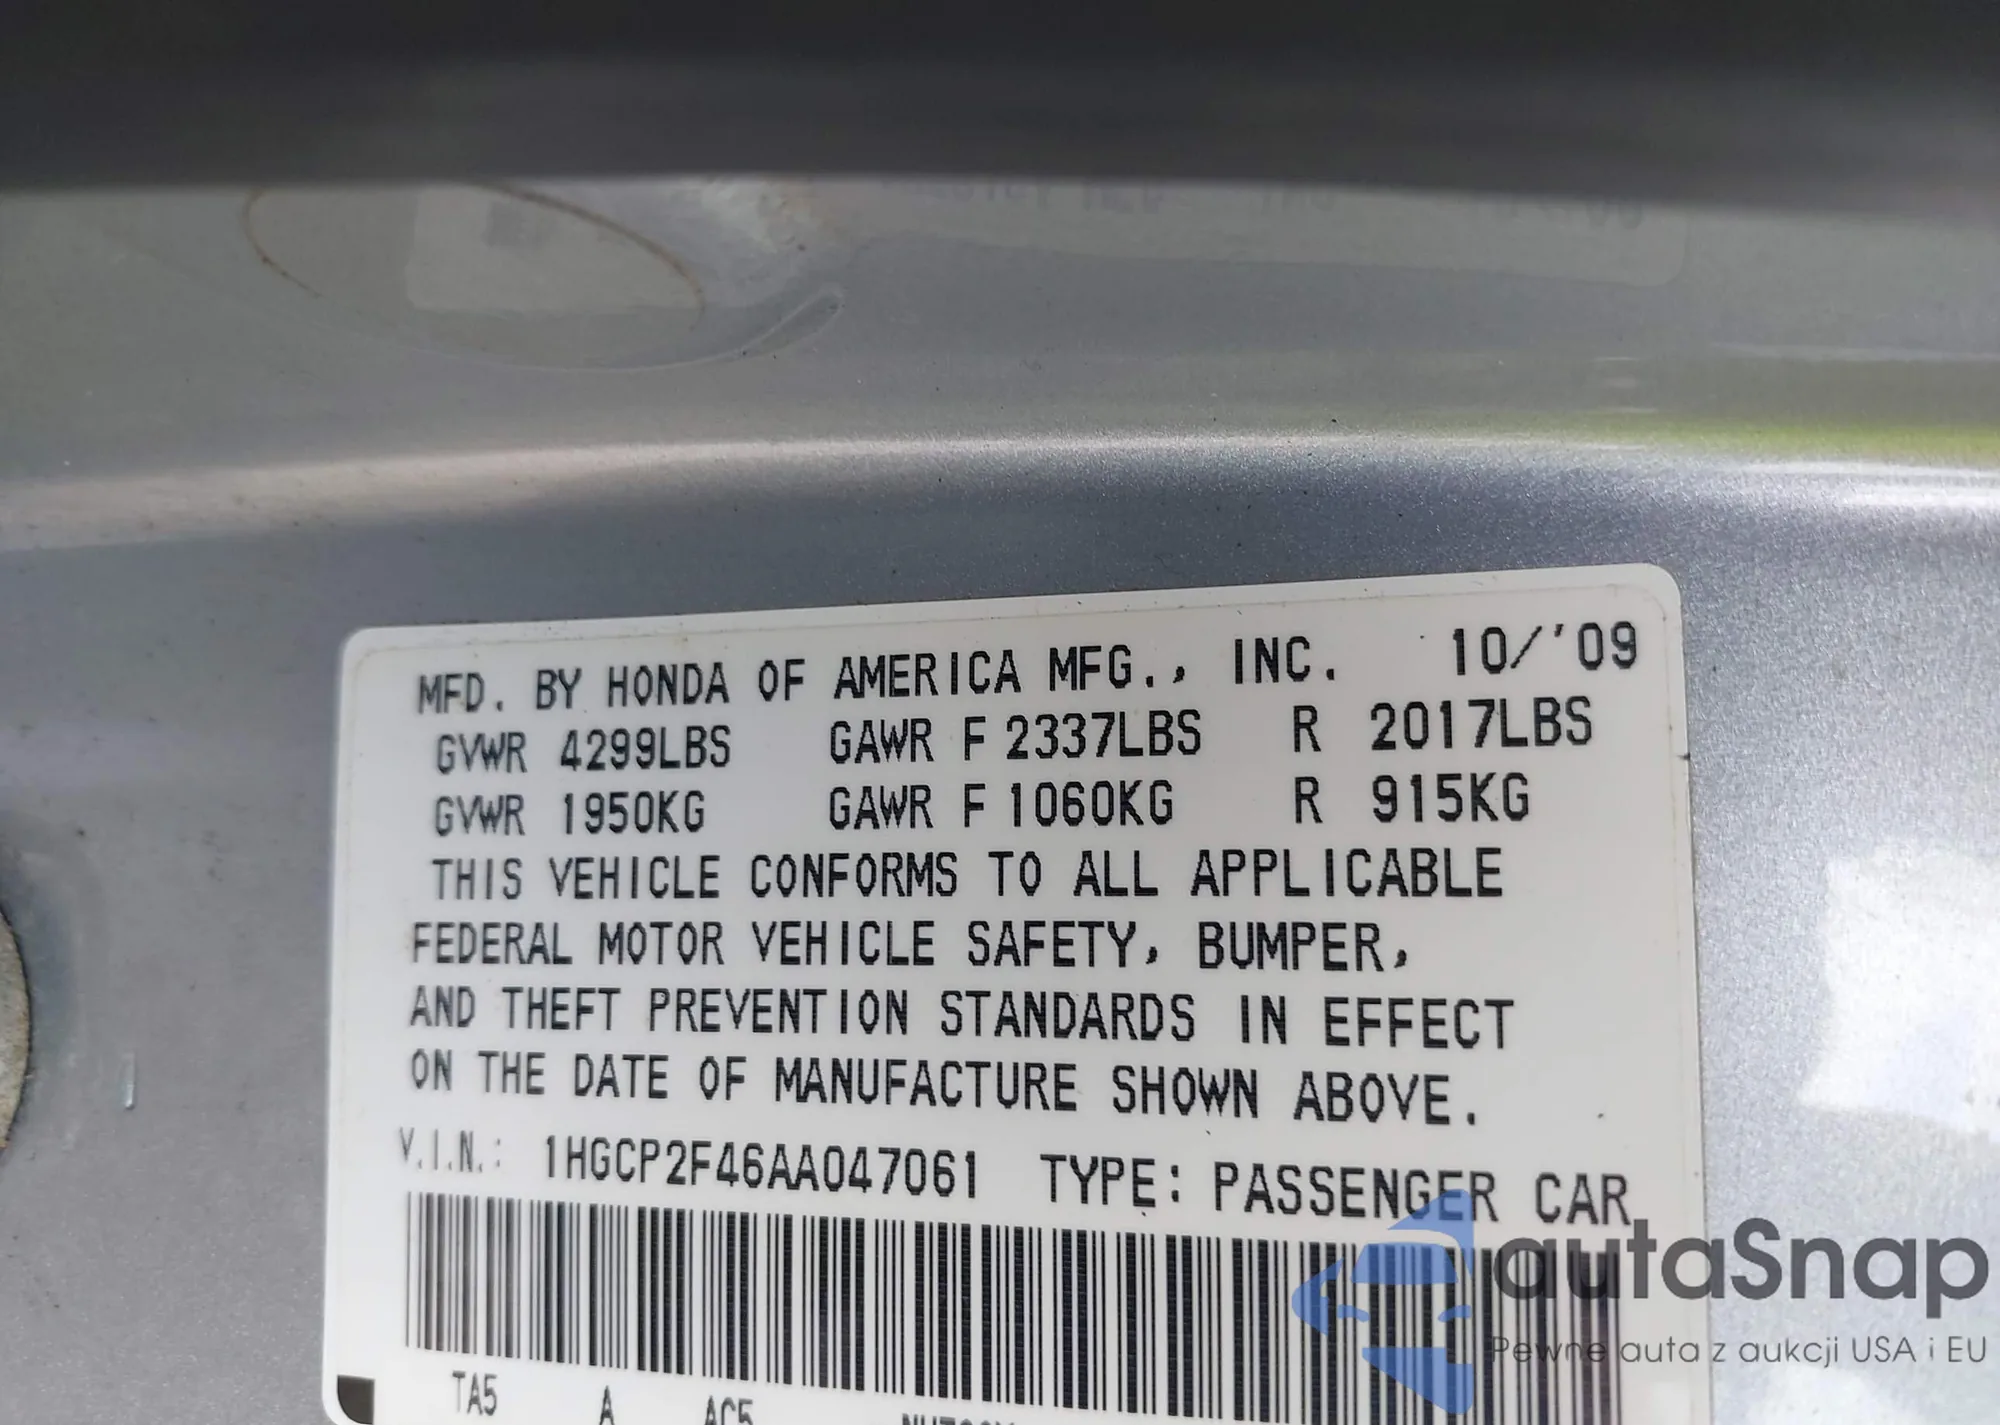 MFD. BY HONDA OF AMERICA MFG., INC. 10/'09
GVWR 4299LBS GAWR F 2337LBS R 2017LBS
GVWR 1950KG GAWR F 1060KG R 915KG
THIS VEHICLE CONFORMS TO ALL APPLICABLE
FEDERAL MOTOR VEHICLE SAFETY, BUMPER,
AND THEFT PREVENTION STANDARDS IN EFFECT
ON THE DATE OF MANUFACTURE SHOWN ABOVE.
V.I.N.: 1HGCP2F46AA047061 TYPE: PASSENGER CAR
autaSnap
Pewne auta z aukcji USA i EU
TA5 A AC5